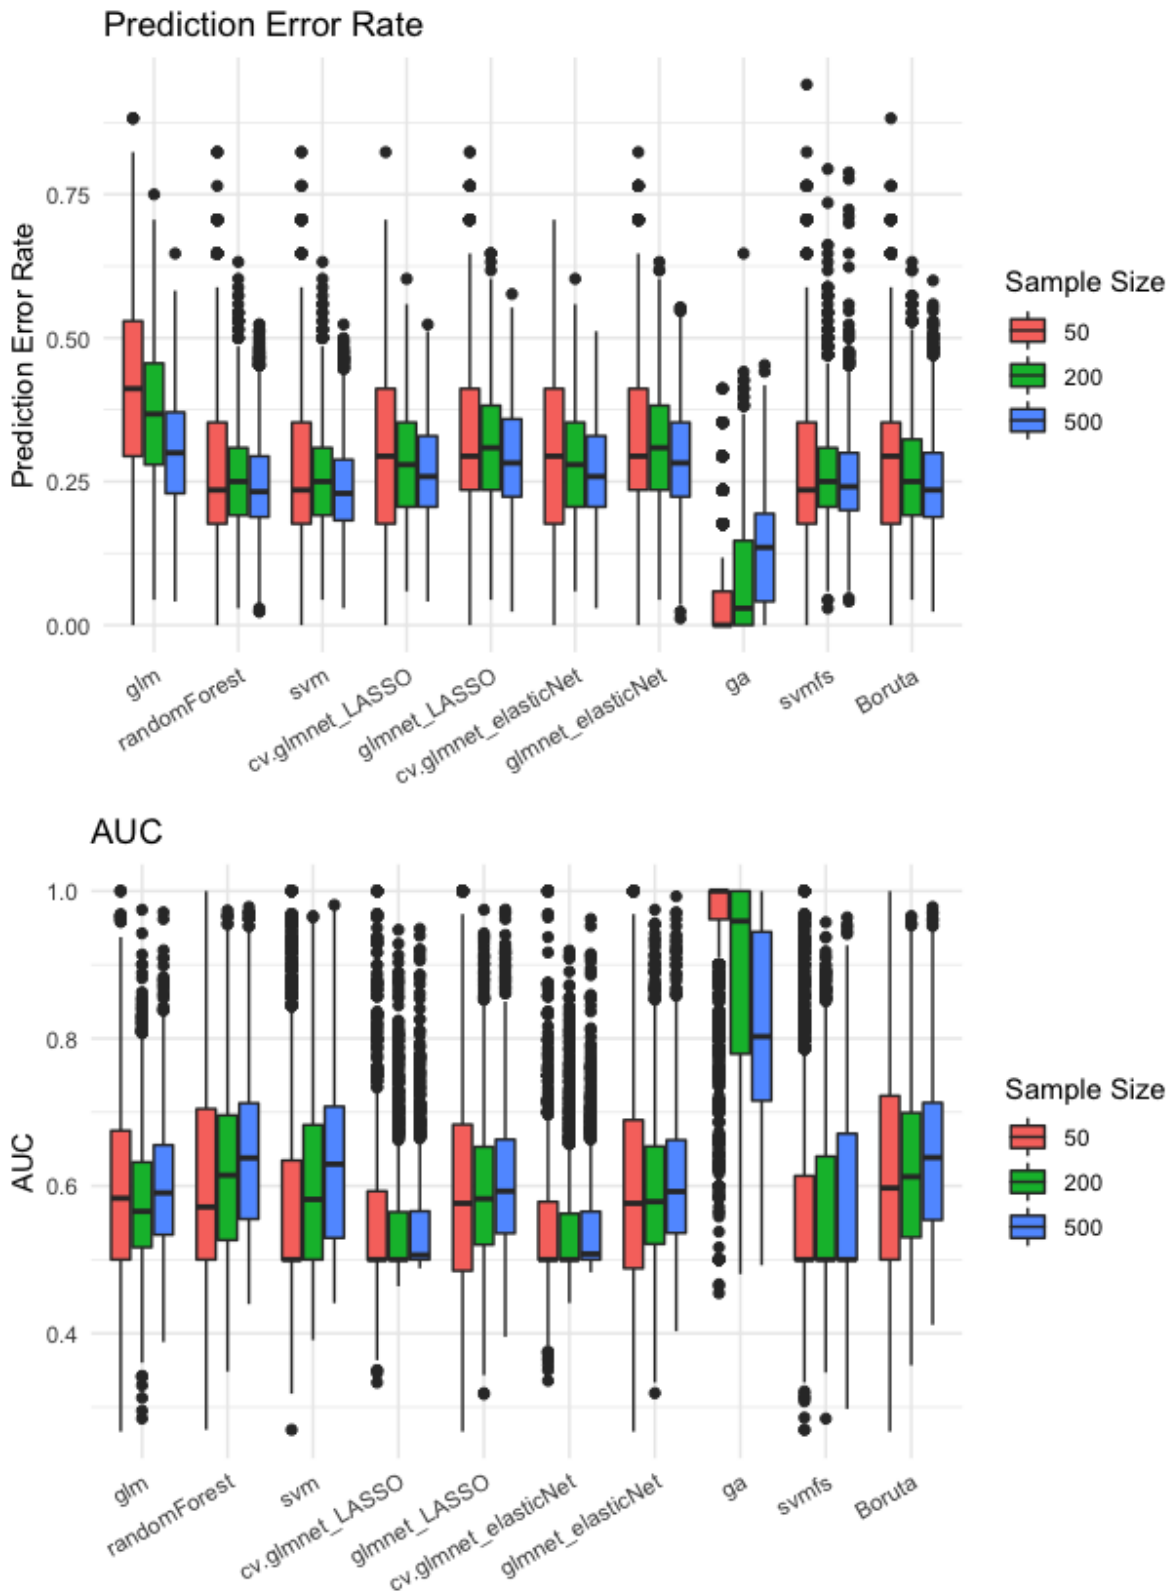 Prediction Error Rate
Prediction Error Rate
0.75
0.50
0.25
0.00
glm
randomForest
svm
cv.glmnet_LASSO
glmnet_LASSO
cv.glmnet_elasticNet
glmnet_elasticNet
ga
svmfs
Boruta
Sample Size
50
200
500
AUC
AUC
1.0
0.8
0.6
0.4
glm
randomForest
svm
cv.glmnet_LASSO
glmnet_LASSO
cv.glmnet_elasticNet
glmnet_elasticNet
ga
svmfs
Boruta
Sample Size
50
200
500